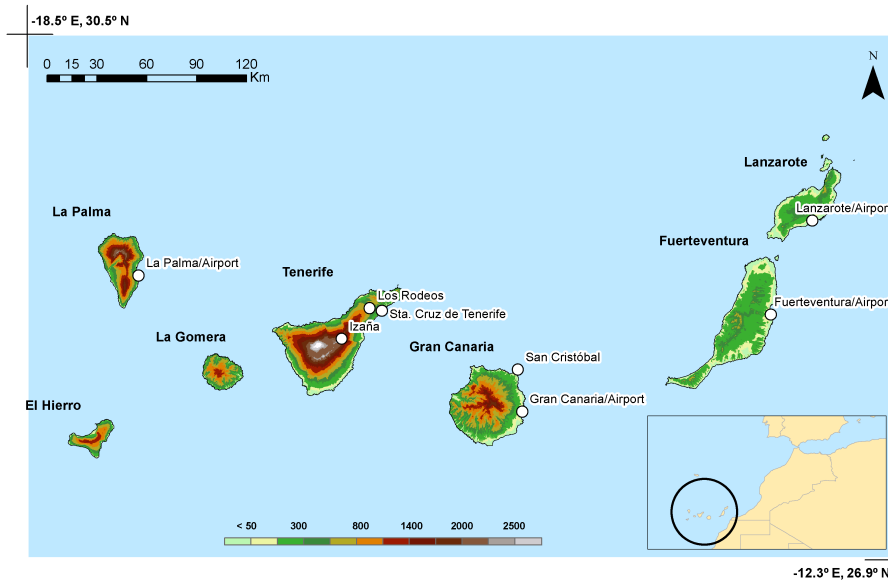 -18.5º E, 30.5º N
0 15 30 60 90 120
Km
N
Lanzarote
Lanzarote/Airpor
La Palma
Fuerteventura
La Palma/Airport
Tenerife
Los Rodeos
Fuerteventura/Airpor
Sta. Cruz de Tenerife
Izaña
La Gomera
Gran Canaria
San Cristóbal
Gran Canaria/Airport
El Hierro
< 50 300 800 1400 2000 2500
-12.3º E, 26.9º N